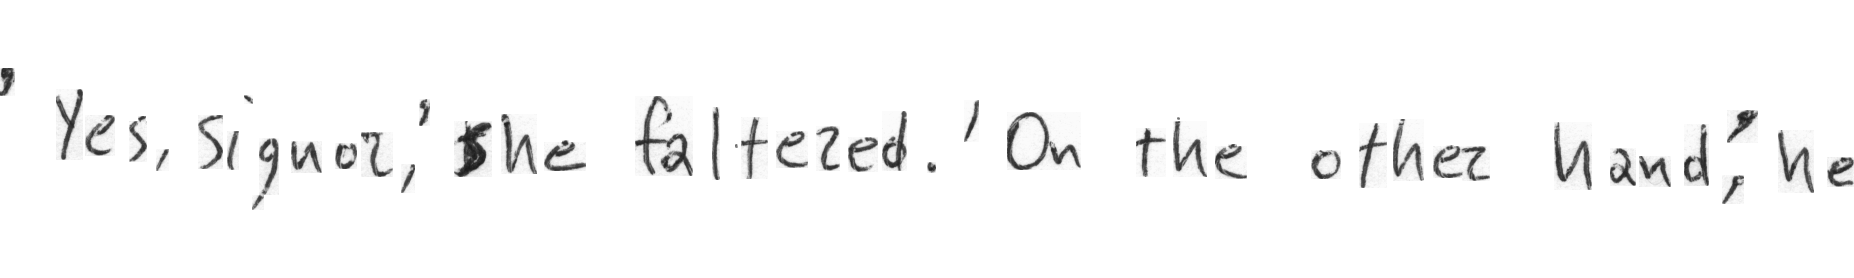 'Yes, signor,' she faltered. 'On the other hand,' he